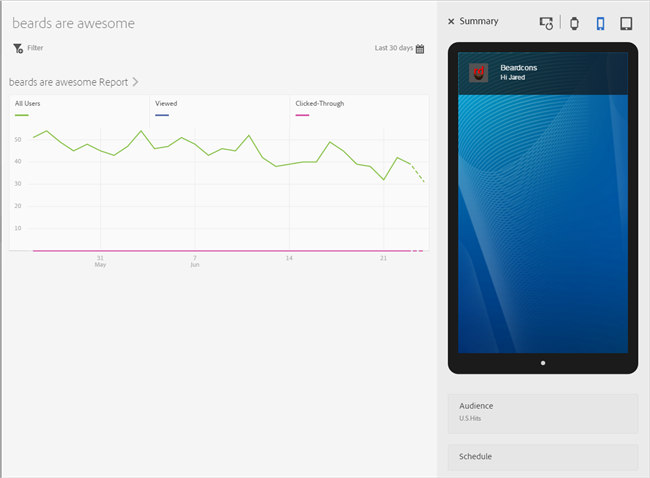 beards are awesome
Filter
Last 30 days
beards are awesome Report
All Users
Viewed
Clicked-Through
50
40
30
20
10
31
May
7
Jun
14
21
× Summary
Beardcons
Hi Jared
Audience
U.S.Hits
Schedule